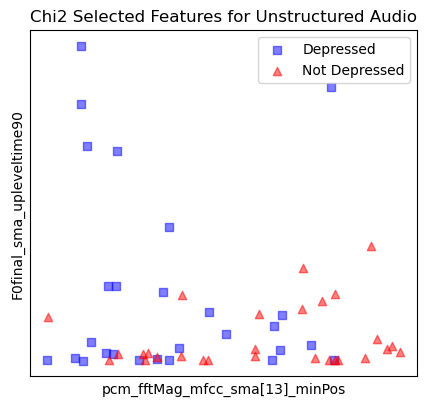 Chi2 Selected Features for Unstructured Audio
Depressed
Not Depressed
F0final_sma_upleveltime90
pcm_fftMag_mfcc_sma[13]_minPos